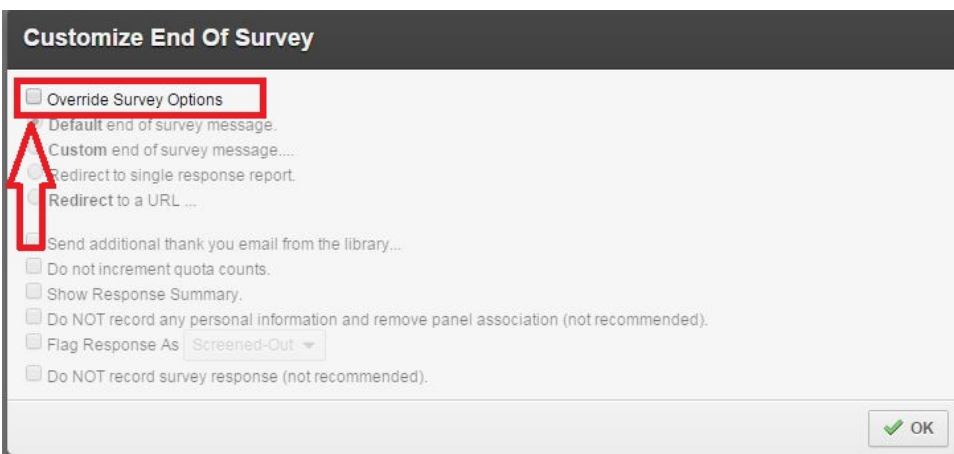 Customize End Of Survey
Override Survey Options
Default end of survey message.
Custom end of survey message....
Redirect to single response report.
Redirect to a URL ...
Send additional thank you email from the library...
Do not increment quota counts.
Show Response Summary.
Do NOT record any personal information and remove panel association (not recommended).
Flag Response As Screened-Out
Do NOT record survey response (not recommended).
OK